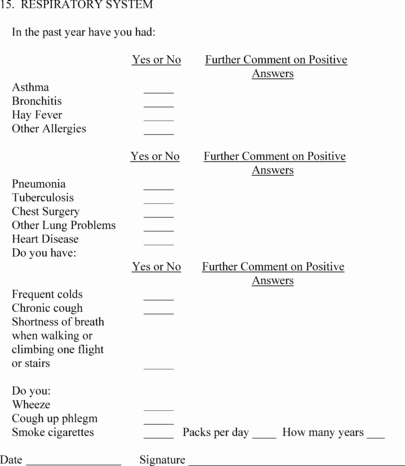 15.  RESPIRATORY SYSTEM
In the past year have you had:
Yes or No    Further Comment on Positive
Answers
Asthma    _____
Bronchitis    _____
Hay Fever    _____
Other Allergies    _____
Yes or No    Further Comment on Positive
Answers
Pneumonia    _____
Tuberculosis    _____
Chest Surgery    _____
Other Lung Problems    _____
Heart Disease    _____
Do you have:
Yes or No    Further Comment on Positive
Answers
Frequent colds    _____
Chronic cough    _____
Shortness of breath
when walking or
climbing one flight
or stairs    _____
Do you:
Wheeze    _____
Cough up phlegm    _____
Smoke cigarettes    _____  Packs per day ____  How many years ____
Date ________________    Signature ____________________________________